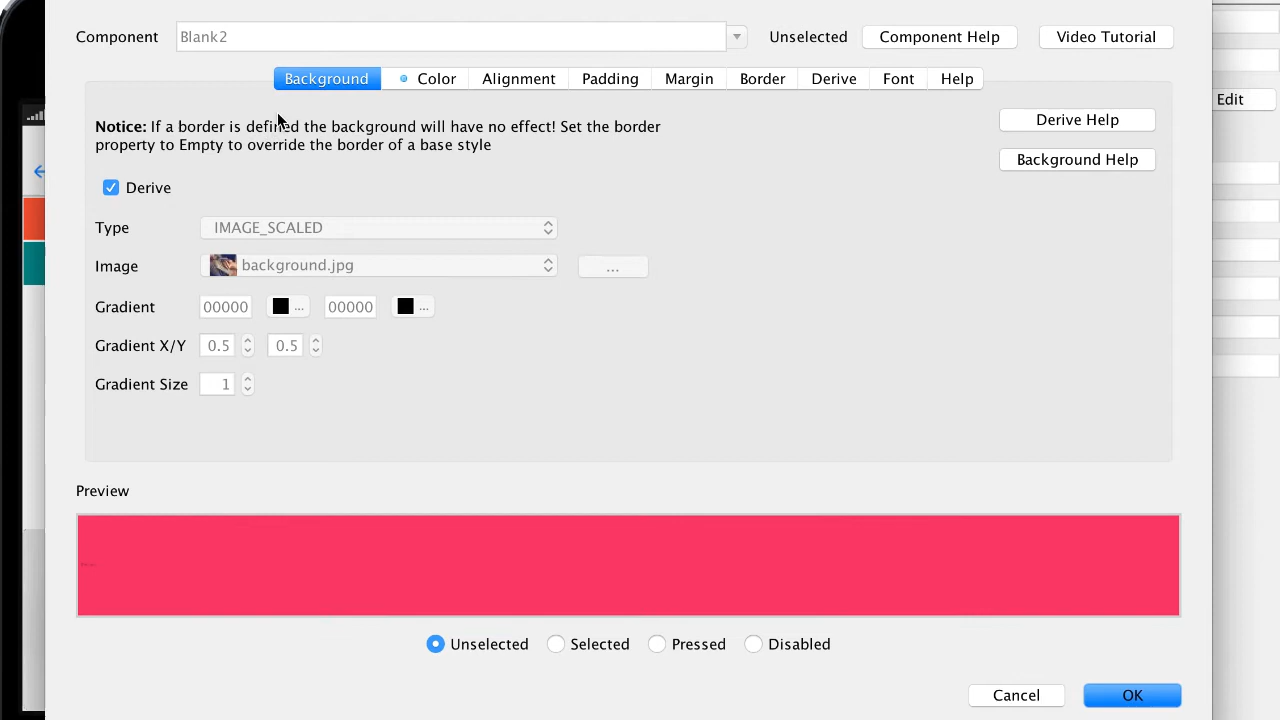 Component Blank2 Unselected Component Help Video Tutorial
Background Color Alignment Padding Margin Border Derive Font Help
Edit
Notice: If a border is defined the background will have no effect! Set the border
property to Empty to override the border of a base style
Derive Help
Background Help
Derive
Type IMAGE_SCALED
Image background.jpg ...
Gradient 00000 ... 00000 ...
Gradient X/Y 0.5 0.5
Gradient Size 1
Preview
Unselected Selected Pressed Disabled
Cancel OK